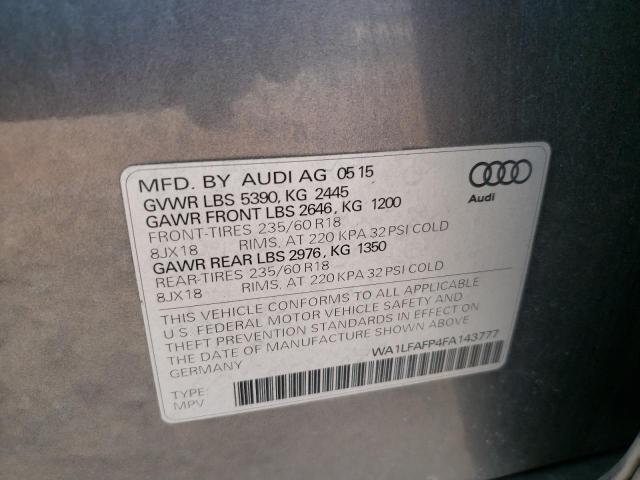 MFD. BY AUDI AG 05 15
GVWR LBS 5390, KG 2445
GAWR FRONT LBS 2646, KG 1200
FRONT-TIRES 235/60 R18
8JX18 RIMS, AT 220 KPA 32 PSI COLD
GAWR REAR LBS 2976, KG 1350
REAR-TIRES 235/60 R18
8JX18 RIMS, AT 220 KPA 32 PSI COLD
Audi
THIS VEHICLE CONFORMS TO ALL APPLICABLE
U.S. FEDERAL MOTOR VEHICLE SAFETY AND
THEFT PREVENTION STANDARDS IN EFFECT ON
THE DATE OF MANUFACTURE SHOWN ABOVE
GERMANY
WA1LFAFP4FA143777
TYPE:
MPV